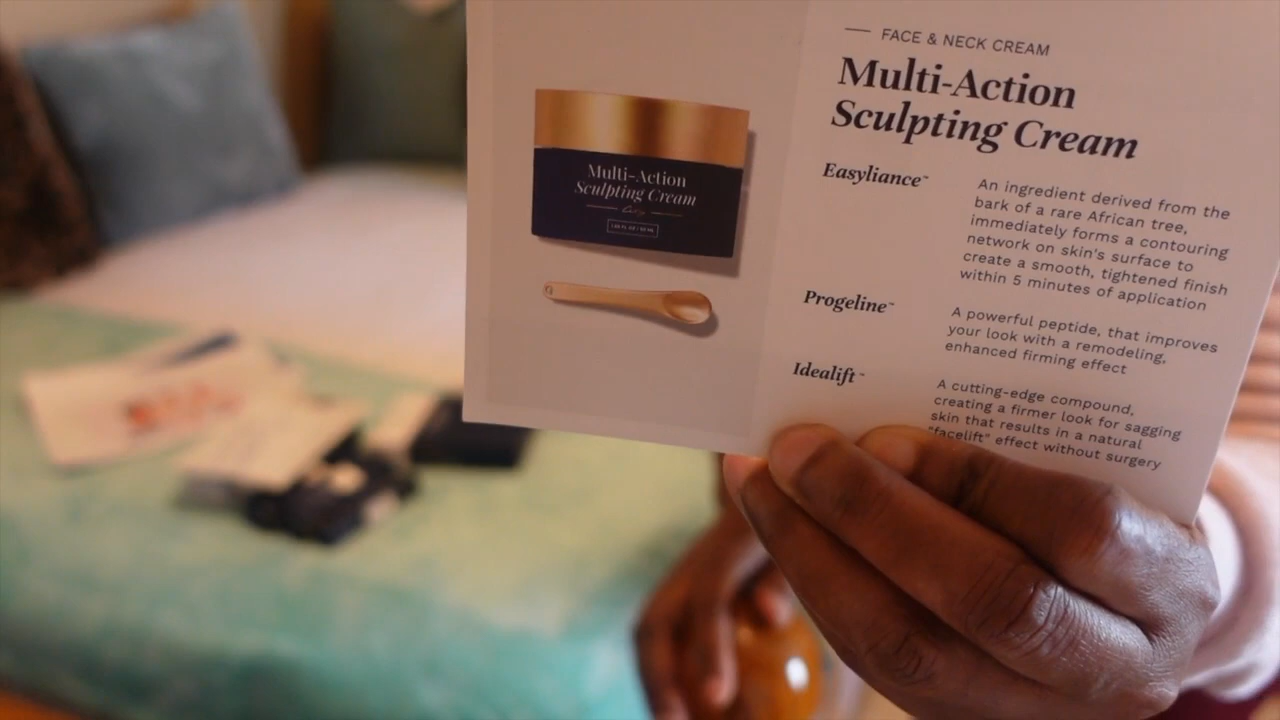 FACE & NECK CREAM
Multi-Action
Sculpting Cream
Easyliance™
An ingredient derived from the
bark of a rare African tree,
immediately forms a contouring
network on skin's surface to
create a smooth, tightened finish
within 5 minutes of application
Progeline™
A powerful peptide, that improves
your look with a remodeling,
enhanced firming effect
Idealift™
A cutting-edge compound,
creating a firmer look for sagging
skin that results in a natural
"facelift" effect without surgery
Multi-Action
Sculpting Cream